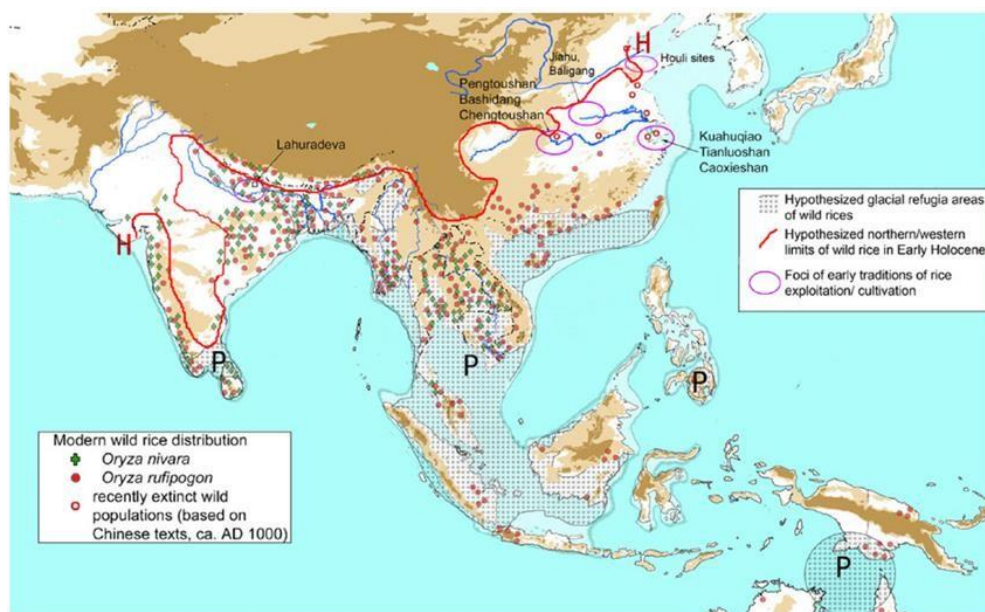 H
Jiahu,
Baligang
Houli sites
Pengtoushan
Bashidang
Chengtoushan
Kuahuqiao
Tianluoshan
Caoxieshan
Lahuradeva
H
P
P
P
P
Hypothesized glacial refugia areas
of wild rices
Hypothesized northern/western
limits of wild rice in Early Holocene
Foci of early traditions of rice
exploitation/ cultivation
Modern wild rice distribution
Oryza nivara
Oryza rufipogon
recently extinct wild
populations (based on
Chinese texts, ca. AD 1000)